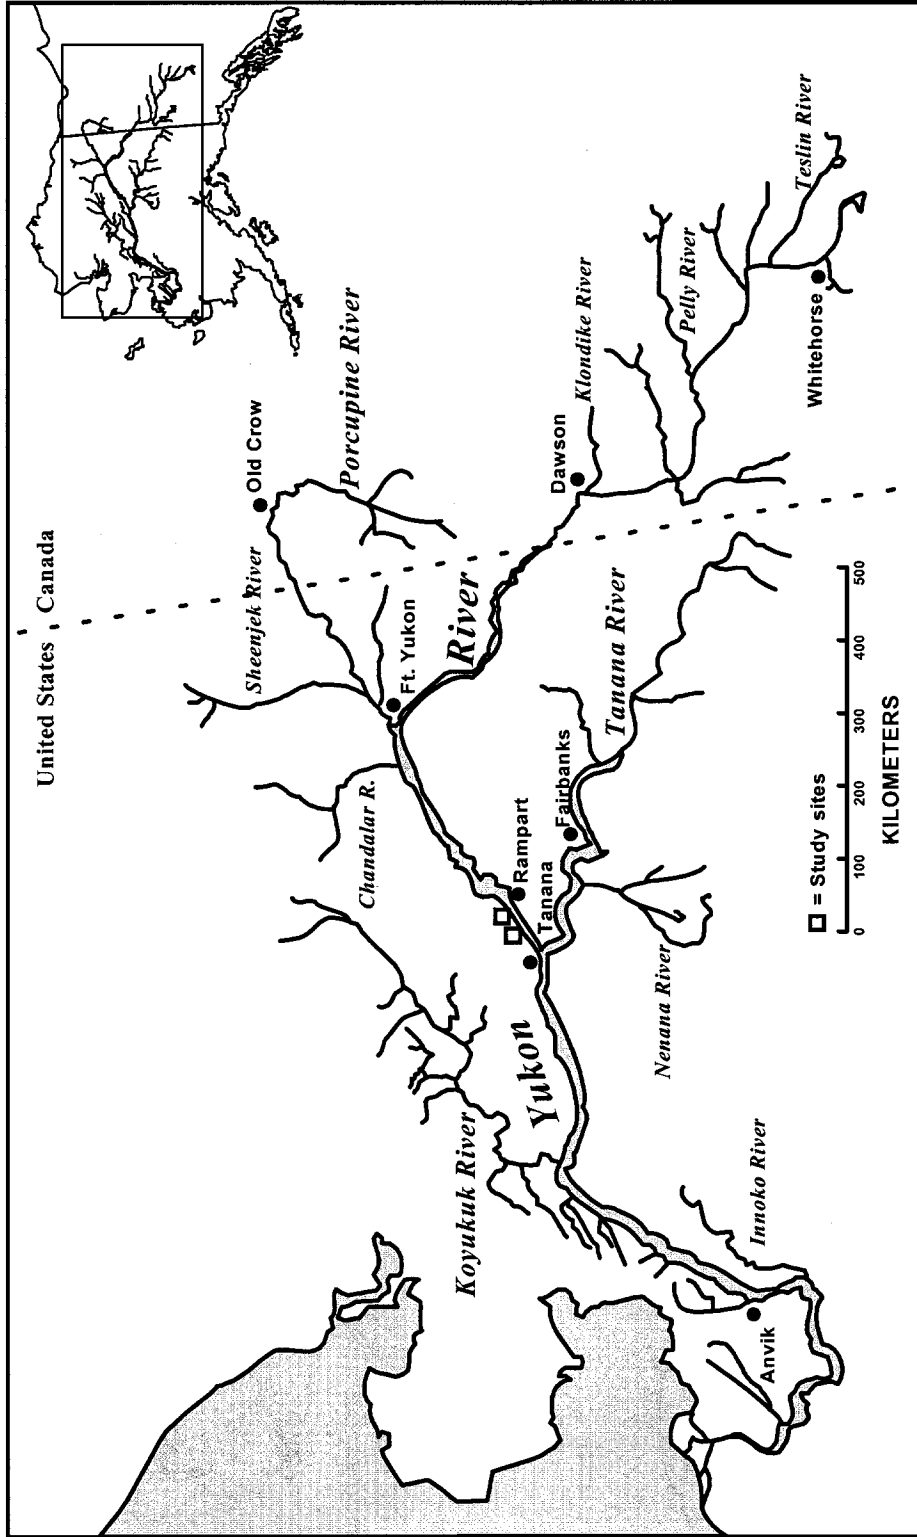 United States
Canada
Old Crow
Porcupine River
Sheenjek River
Ft. Yukon
Chandalar R.
Koyukuk River
Yukon
River
Rampart
Tanana
Fairbanks
Tanana River
Nenana River
Dawson
Klondike River
Pelly River
Teslin River
Whitehorse
Innoko River
Anvik
= Study sites
0 100 200 300 400 500
KILOMETERS